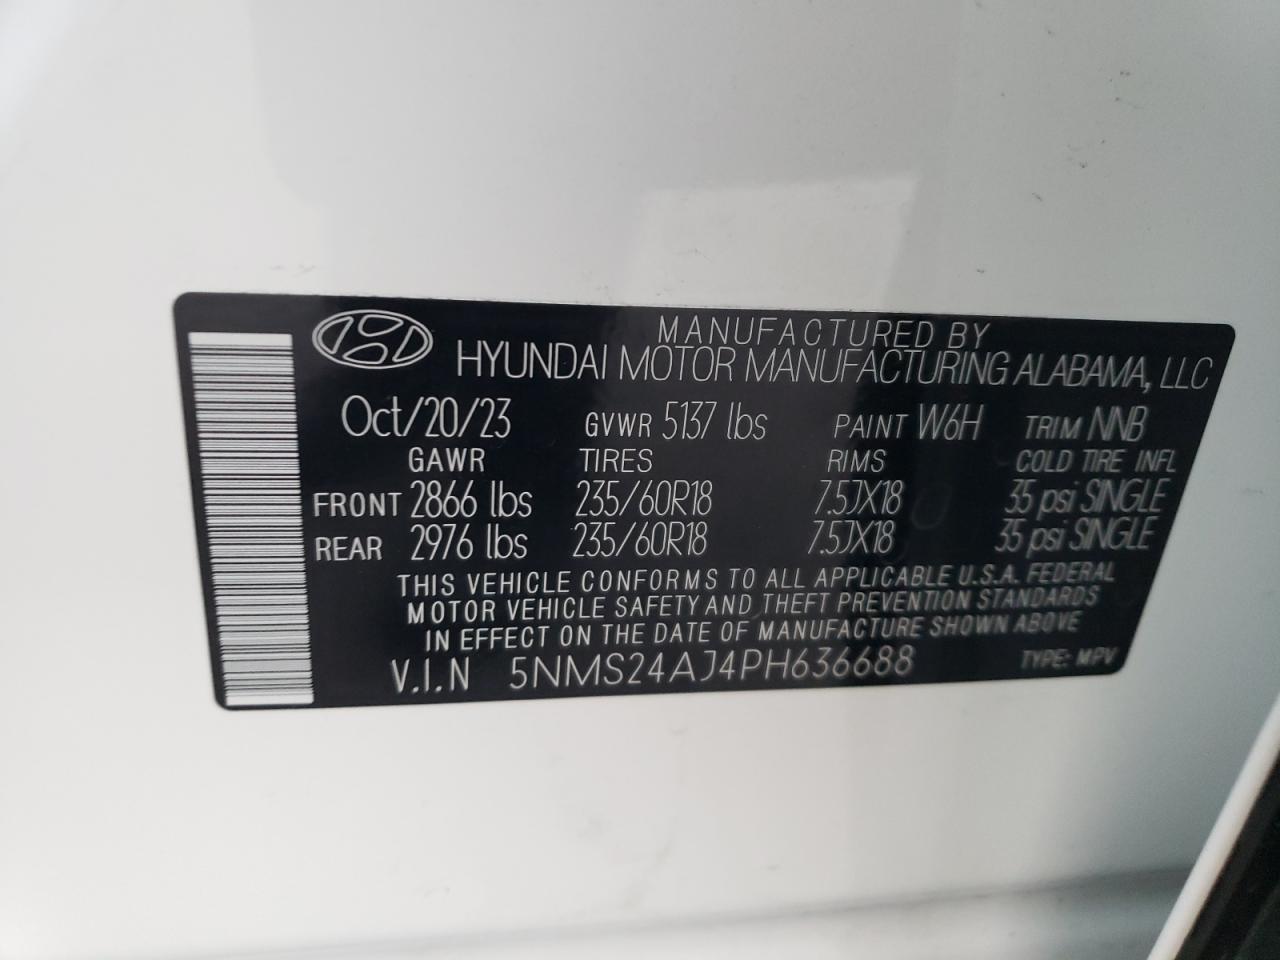 MANUFACTURED BY
HYUNDAI MOTOR MANUFACTURING ALABAMA, LLC
Oct/20/23 GVWR 5137 lbs PAINT W6H TRIM NNB
GAWR TIRES RIMS COLD TIRE INFL
FRONT 2866 lbs 235/60R18 7.5JX18 35 psi SINGLE
REAR 2976 lbs 235/60R18 7.5JX18 35 psi SINGLE
THIS VEHICLE CONFORMS TO ALL APPLICABLE U.S.A. FEDERAL
MOTOR VEHICLE SAFETY AND THEFT PREVENTION STANDARDS
IN EFFECT ON THE DATE OF MANUFACTURE SHOWN ABOVE
V.I.N 5NMS24AJ4PH636688 TYPE: MPV